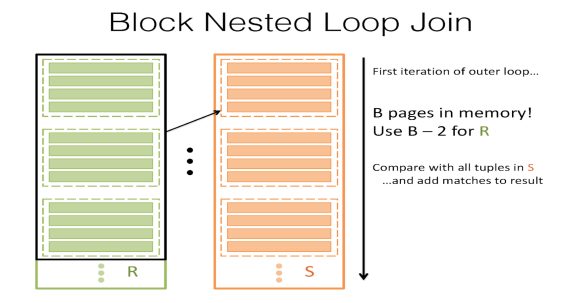 Block Nested Loop Join
First iteration of outer loop...
B pages in memory!
Use B – 2 for R
Compare with all tuples in S
...and add matches to result
R
S